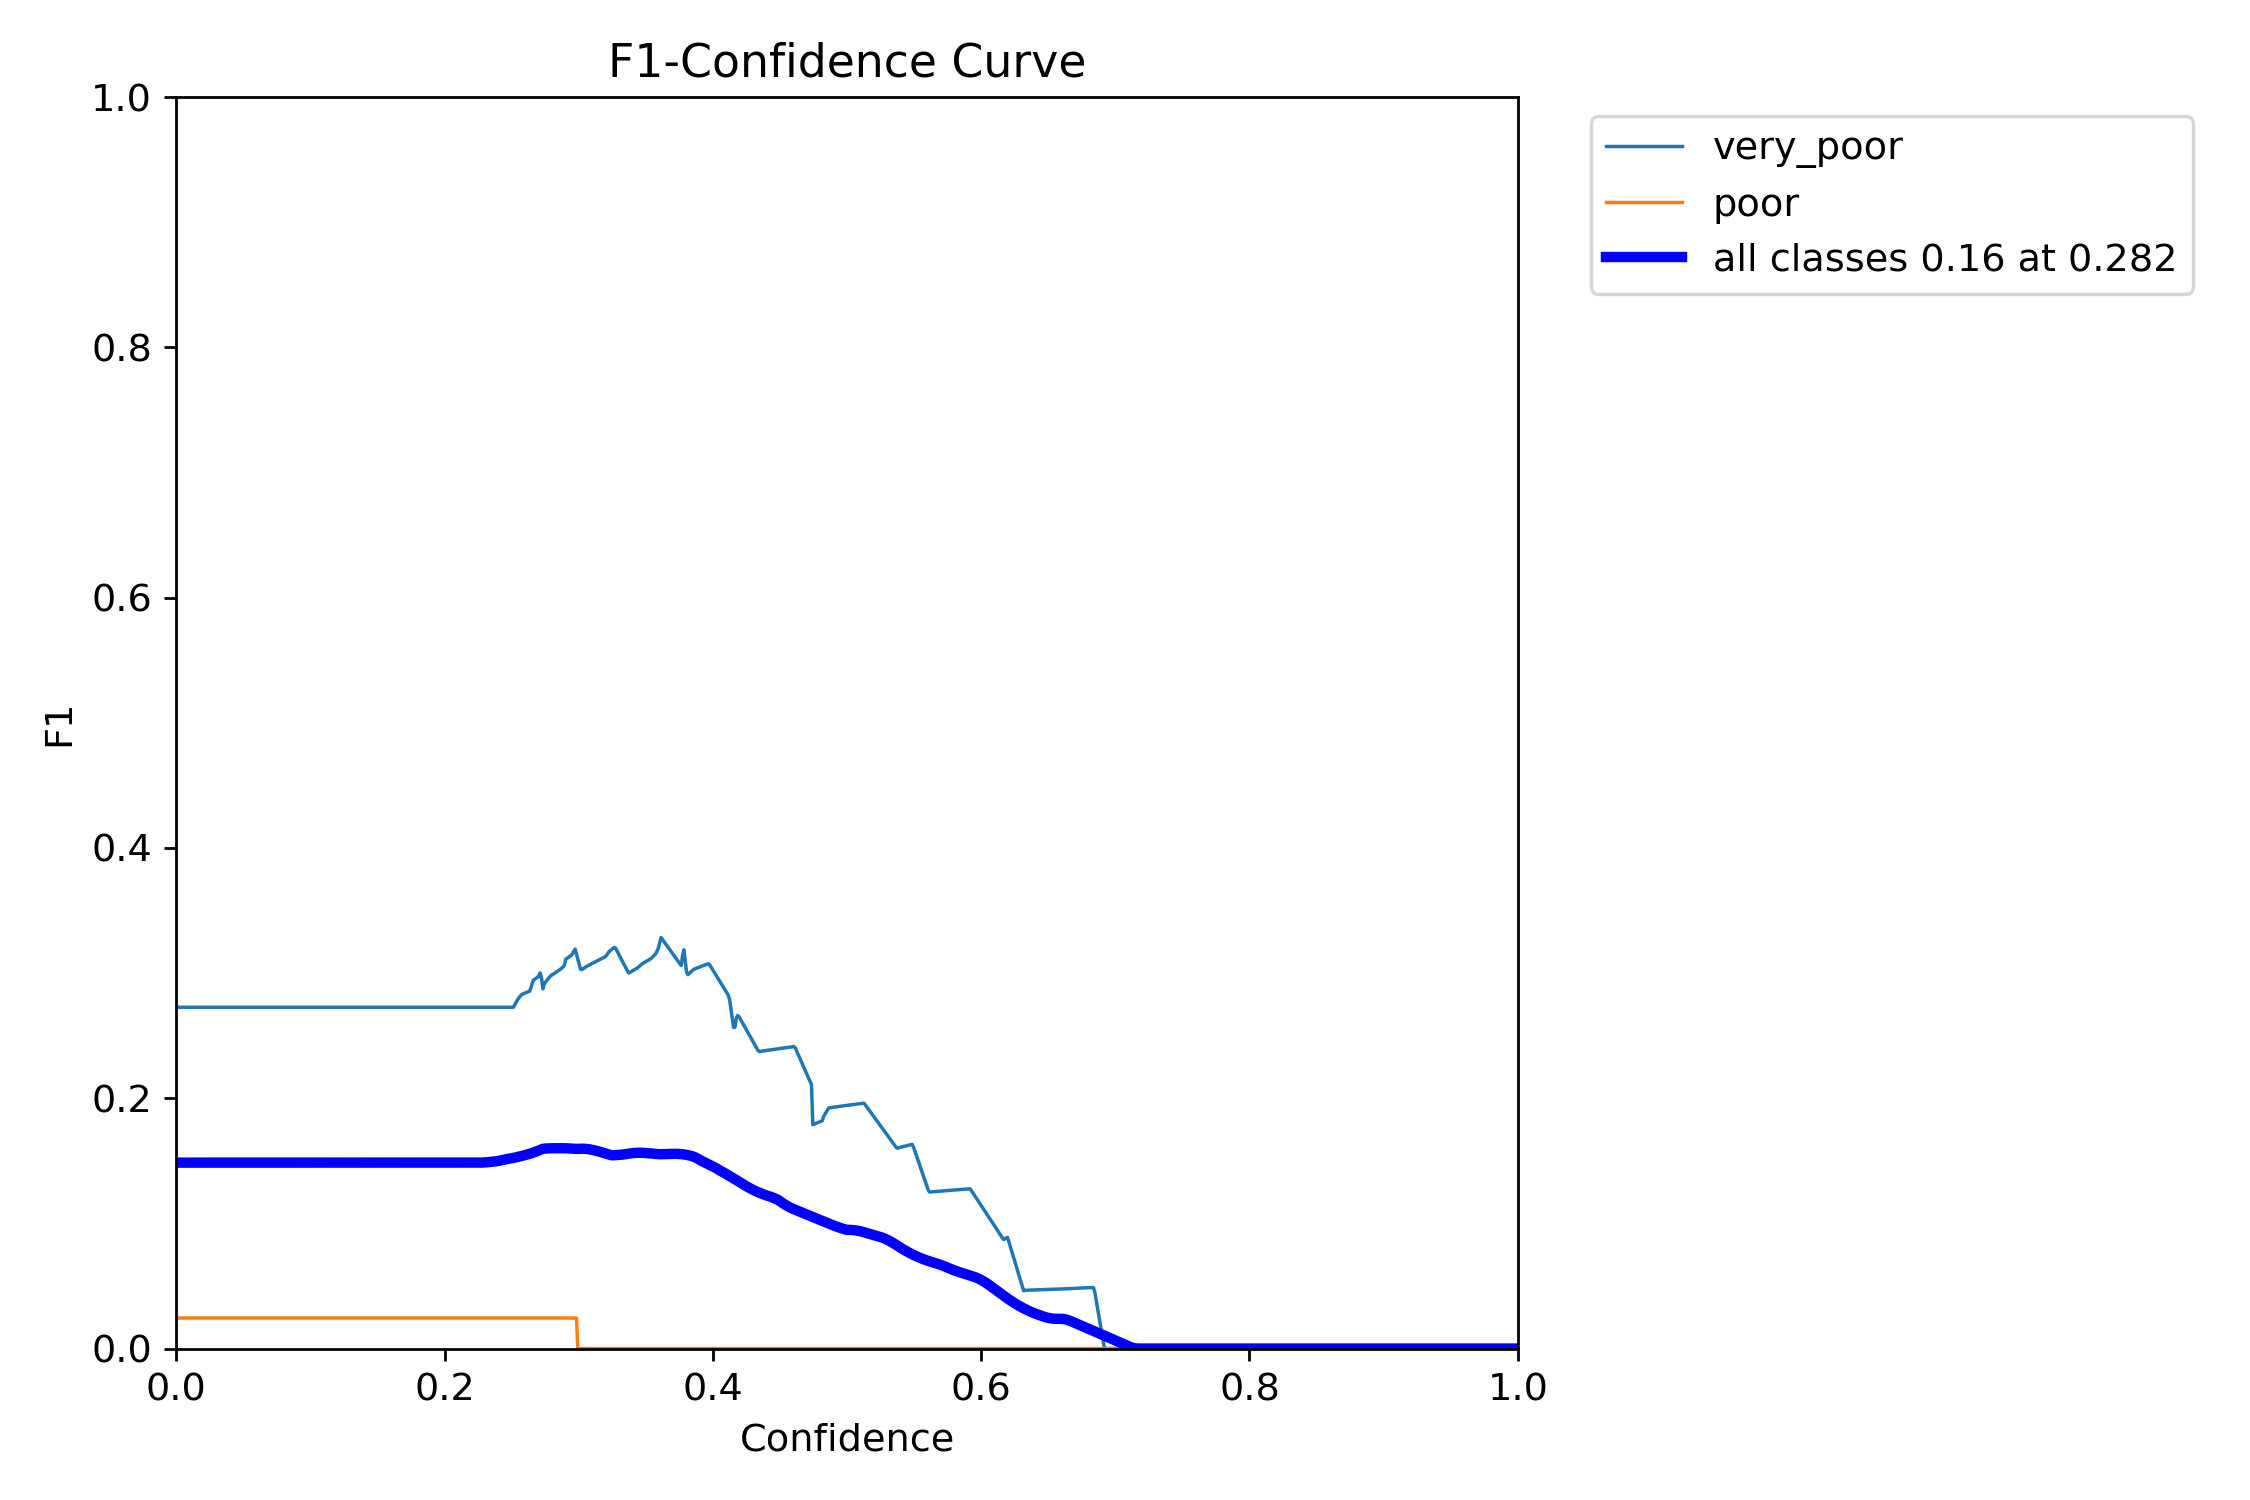 F1-Confidence Curve
1.0
0.8
0.6
0.4
0.2
0.0
F1
0.0 0.2 0.4 0.6 0.8 1.0
Confidence
very_poor
poor
all classes 0.16 at 0.282